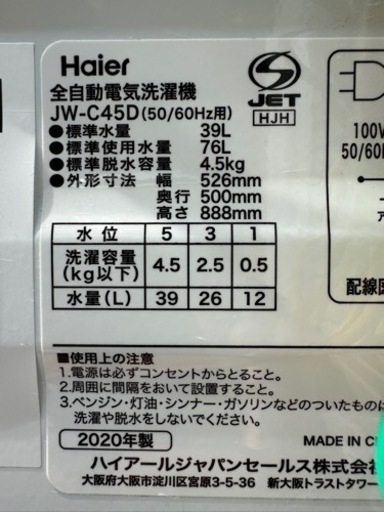 Haier
全自動電気洗濯機
JW-C45D(50/60Hz用)
●標準水量 39L
●標準使用水量 76L
●標準脱水容量 4.5kg
●外形寸法 幅 526mm
奥行 500mm
高さ 888mm
S
JET
HJH
100V
50/60H
配線図
水位 5 3 1
洗濯容量(kg以下) 4.5 2.5 0.5
水量(L) 39 26 12
■使用上の注意
1.電源は必ずコンセントからとること。
2.周囲に間隔をおいて設置すること。
3.ベンジン・灯油・シンナー・ガソリンなどのついたものは
洗濯や脱水をしないでください。
2020年製
MADE IN C
ハイアールジャパンセールス株式会
大阪府大阪市淀川区宮原3-5-36 新大阪トラストタワー